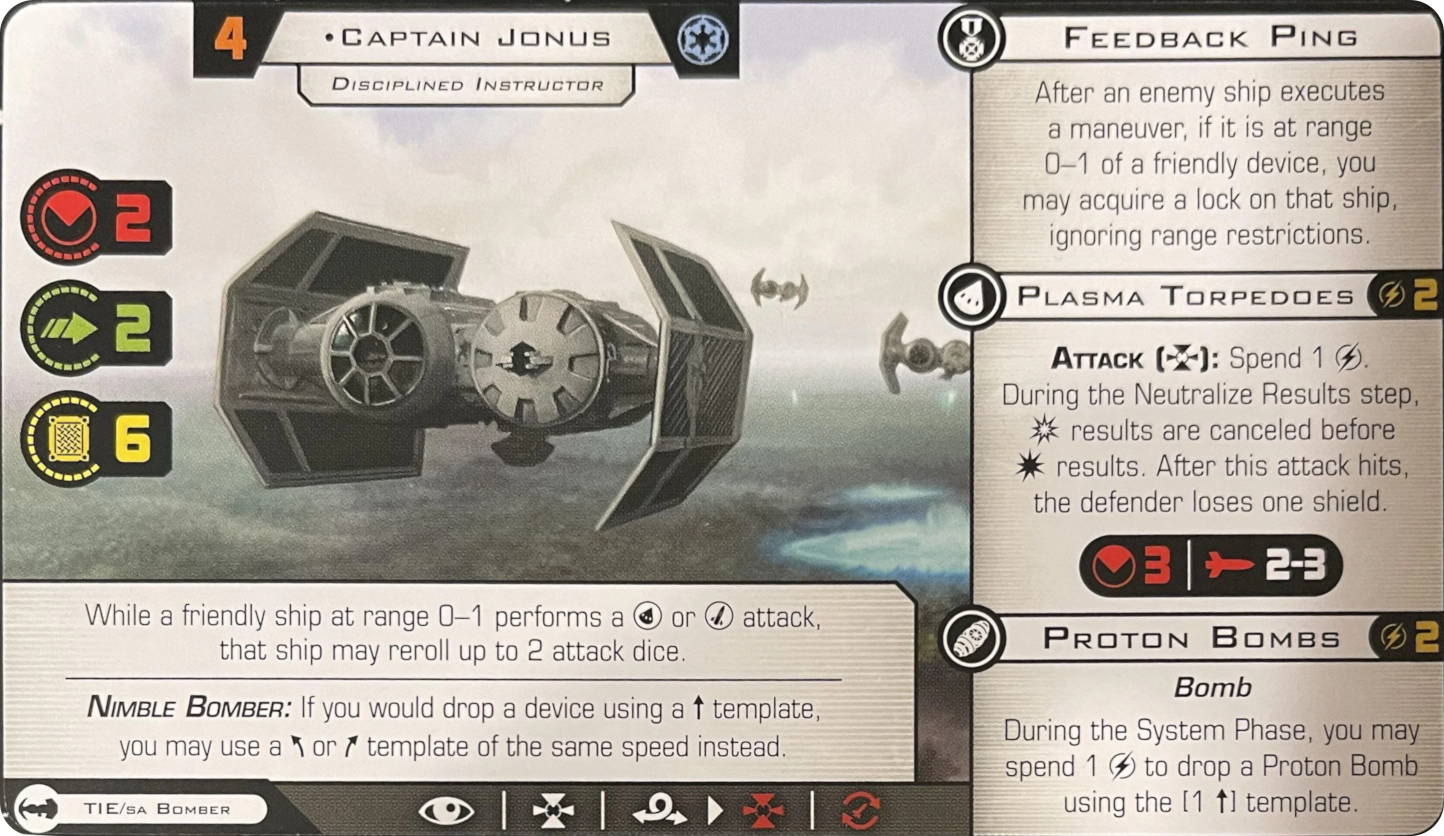 4
•Captain Jonus
Disciplined Instructor
2
2
6
While a friendly ship at range 0–1 performs a or attack,
that ship may reroll up to 2 attack dice.
Nimble Bomber: If you would drop a device using a template,
you may use a or template of the same speed instead.
TIE/sa Bomber
Feedback Ping
After an enemy ship executes
a maneuver, if it is at range
0–1 of a friendly device, you
may acquire a lock on that ship,
ignoring range restrictions.
Plasma Torpedoes 2
Attack ( ): Spend 1 .
During the Neutralize Results step,
results are canceled before
results. After this attack hits,
the defender loses one shield.
3 | 2-3
Proton Bombs 2
Bomb
During the System Phase, you may
spend 1 to drop a Proton Bomb
using the [1 ] template.